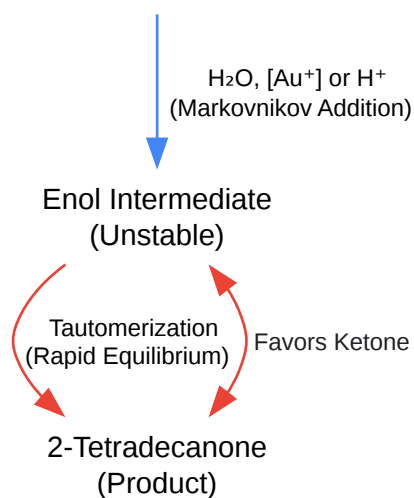 H₂O, [Au⁺] or H⁺
(Markovnikov Addition)
Enol Intermediate
(Unstable)
Tautomerization
(Rapid Equilibrium)
Favors Ketone
2-Tetradecanone
(Product)